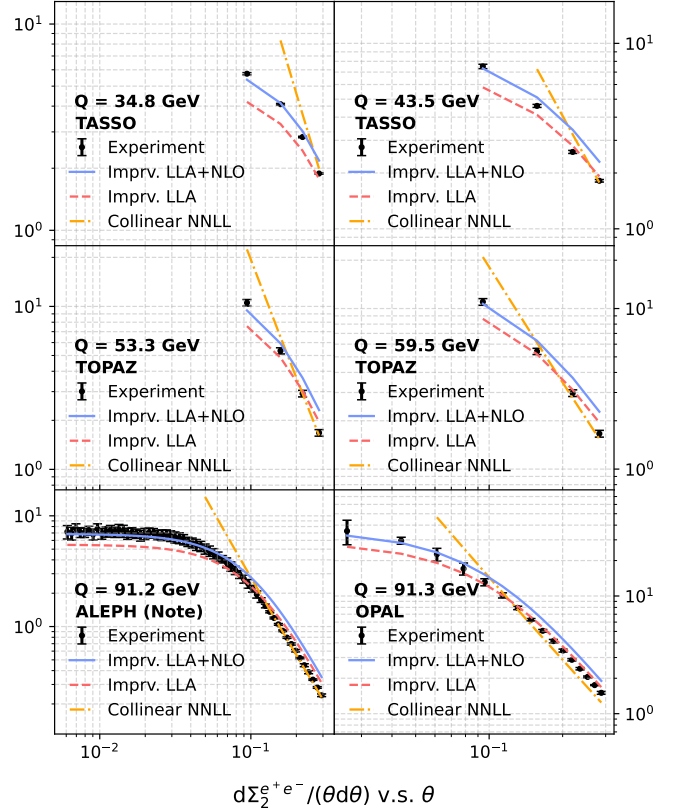 10¹
10⁰
Q = 34.8 GeV
TASSO
Experiment
Imprv. LLA+NLO
Imprv. LLA
Collinear NNLL
10¹
10⁰
Q = 43.5 GeV
TASSO
Experiment
Imprv. LLA+NLO
Imprv. LLA
Collinear NNLL
10¹
10⁰
Q = 53.3 GeV
TOPAZ
Experiment
Imprv. LLA+NLO
Imprv. LLA
Collinear NNLL
10¹
10⁰
Q = 59.5 GeV
TOPAZ
Experiment
Imprv. LLA+NLO
Imprv. LLA
Collinear NNLL
10¹
10⁰
Q = 91.2 GeV
ALEPH (Note)
Experiment
Imprv. LLA+NLO
Imprv. LLA
Collinear NNLL
10⁻²
10⁻¹
10¹
10⁰
Q = 91.3 GeV
OPAL
Experiment
Imprv. LLA+NLO
Imprv. LLA
Collinear NNLL
10⁻¹
dΣ₂^{e⁺e⁻}/(θdθ) v.s. θ